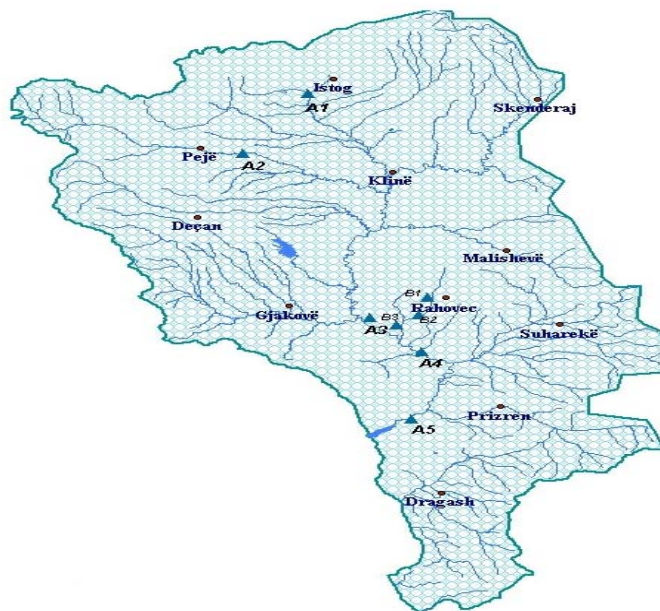 Istog
A1
Skenderaj
Pejë
A2
Klinë
Deçan
Malishevë
B1
Rahovec
Gjakovë
B3
B2
A3
Suharekë
A4
Prizren
A5
Dragash